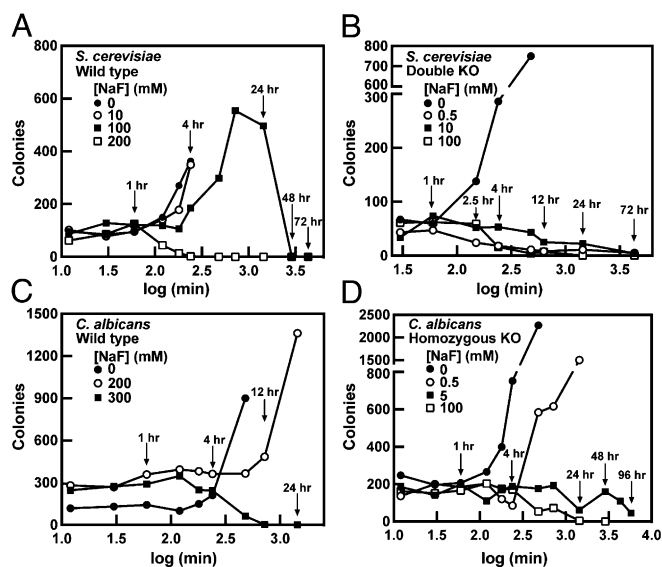 A
S. cerevisiae
Wild type
[NaF] (mM)
0
10
100
200
1 hr
4 hr
24 hr
48 hr
72 hr
800
600
400
200
0
Colonies
1.0 1.5 2.0 2.5 3.0 3.5
log (min)
B
S. cerevisiae
Double KO
[NaF] (mM)
0
0.5
10
100
1 hr
2.5 hr
4 hr
12 hr
24 hr
72 hr
800
700
600
300
200
100
0
Colonies
1.5 2.0 2.5 3.0 3.5
log (min)
C
C. albicans
Wild type
[NaF] (mM)
0
200
300
1 hr
4 hr
12 hr
24 hr
1500
1200
900
600
300
0
Colonies
1.0 1.5 2.0 2.5 3.0
log (min)
D
C. albicans
Homozygous KO
[NaF] (mM)
0
0.5
5
100
1 hr
4 hr
24 hr
48 hr
96 hr
2500
2000
1500
800
600
400
200
0
Colonies
1.0 1.5 2.0 2.5 3.0 3.5 4.0
log (min)